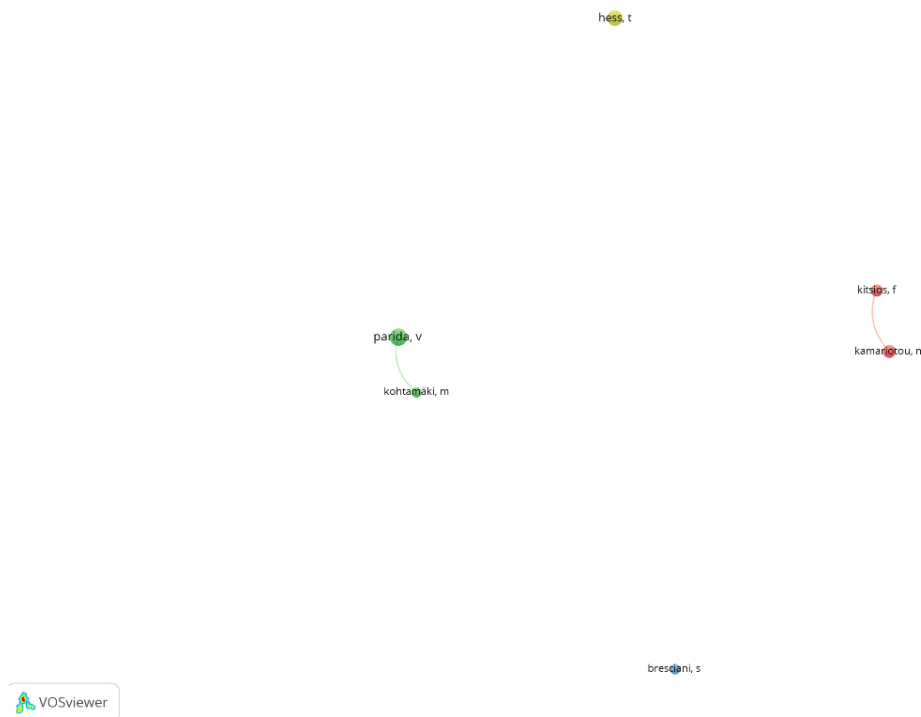 hess, t
kitsios, f
parida, v
kamariotou, m
kohtamäki, m
bresciani, s
VOSviewer